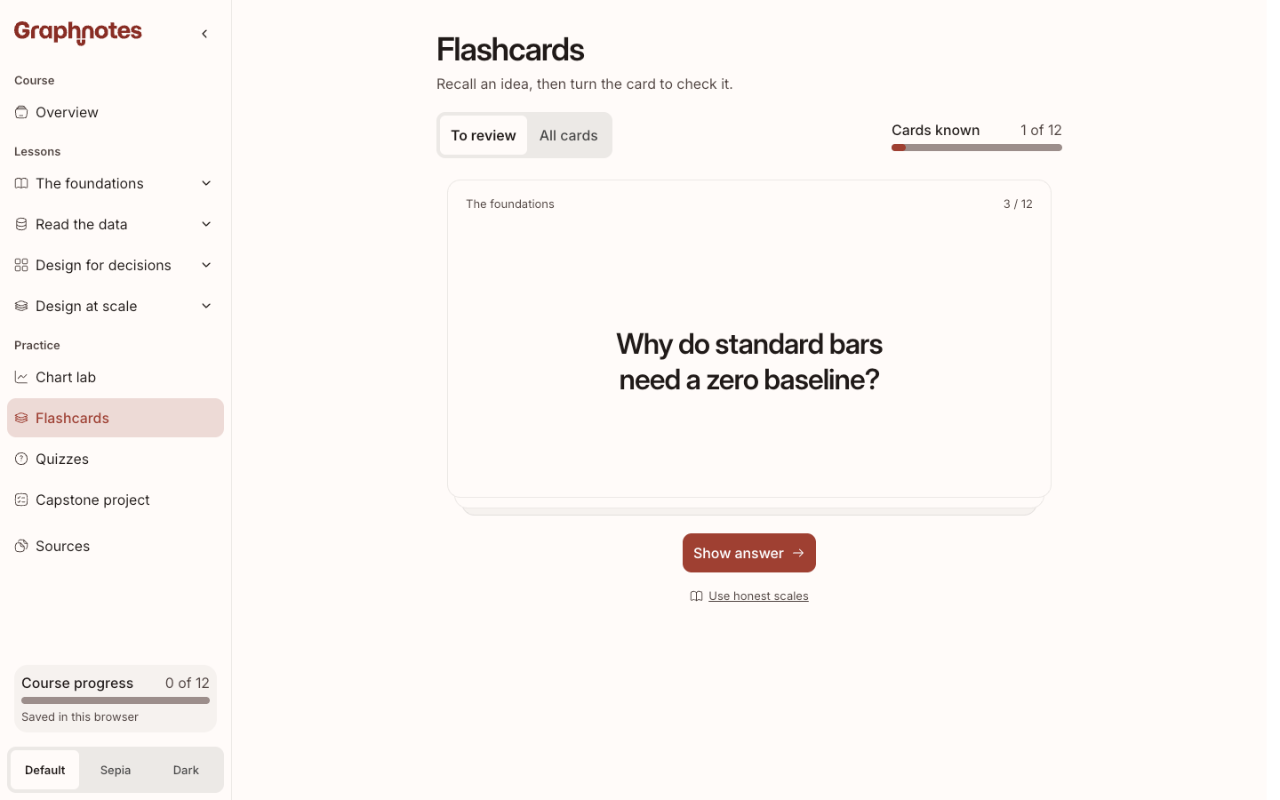 Graphnotes
Course
Overview
Lessons
The foundations
Read the data
Design for decisions
Design at scale
Practice
Chart lab
Flashcards
Quizzes
Capstone project
Sources
Course progress 0 of 12
Saved in this browser
Default Sepia Dark
Flashcards
Recall an idea, then turn the card to check it.
To review All cards
Cards known 1 of 12
The foundations 3 / 12
Why do standard bars
need a zero baseline?
Show answer
Use honest scales